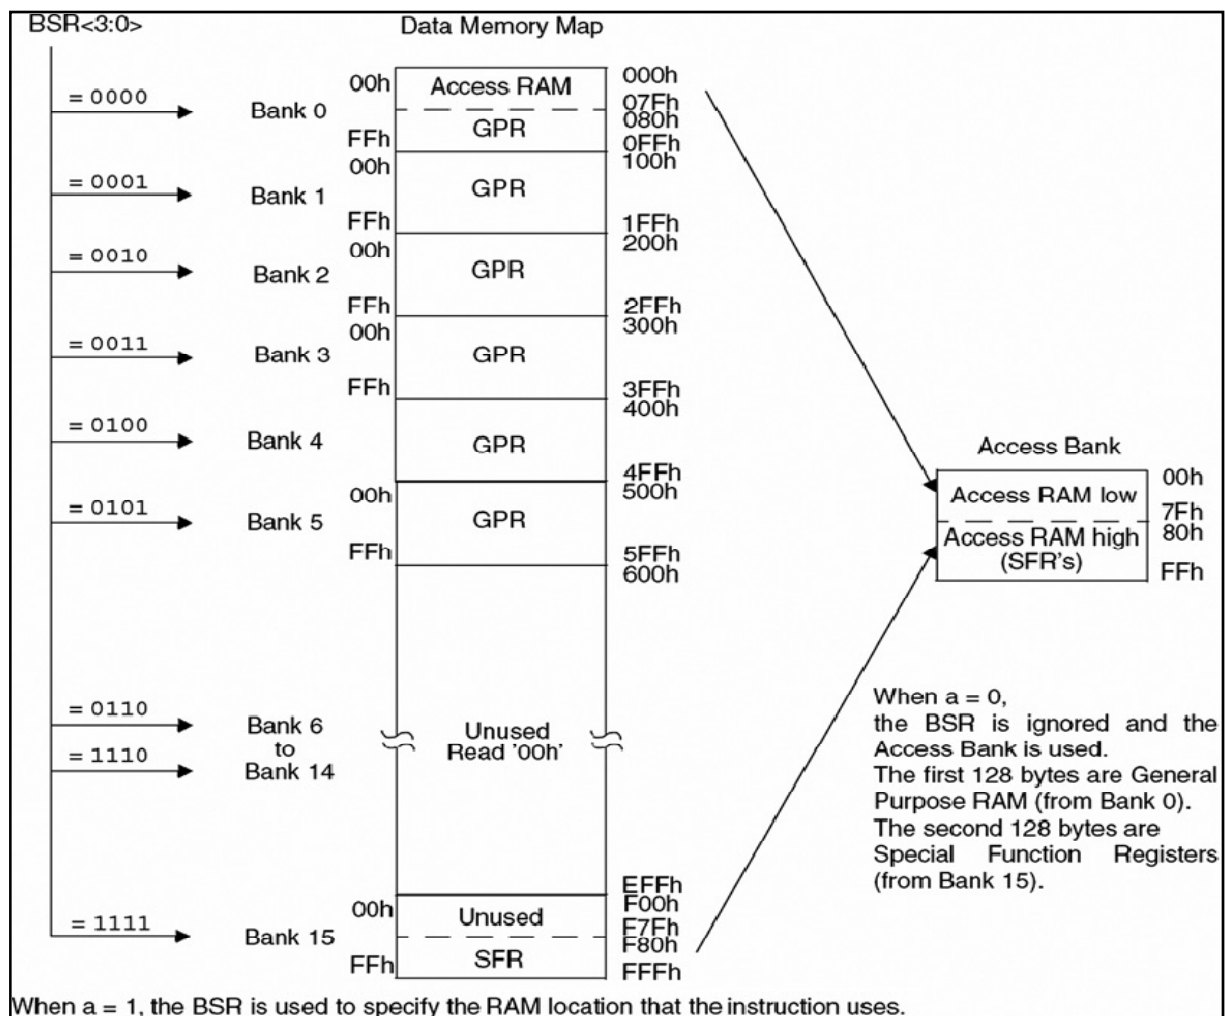 BSR<3:0>
Data Memory Map
= 0000
Bank 0
00h
Access RAM
000h
07Fh
080h
FFh
GPR
0FFh
= 0001
Bank 1
00h
GPR
100h
FFh
1FFh
= 0010
Bank 2
00h
GPR
200h
FFh
2FFh
= 0011
Bank 3
00h
GPR
300h
FFh
3FFh
= 0100
Bank 4
GPR
400h
4FFh
= 0101
Bank 5
00h
GPR
500h
FFh
5FFh
600h
= 0110
= 1110
Bank 6
to
Bank 14
Unused
Read '00h'
EFFh
= 1111
Bank 15
00h
Unused
F00h
F7Fh
F80h
FFh
SFR
FFFh
Access Bank
Access RAM low
00h
7Fh
Access RAM high
(SFR's)
80h
FFh
When a = 0,
the BSR is ignored and the
Access Bank is used.
The first 128 bytes are General
Purpose RAM (from Bank 0).
The second 128 bytes are
Special Function Registers
(from Bank 15).
When a = 1, the BSR is used to specify the RAM location that the instruction uses.